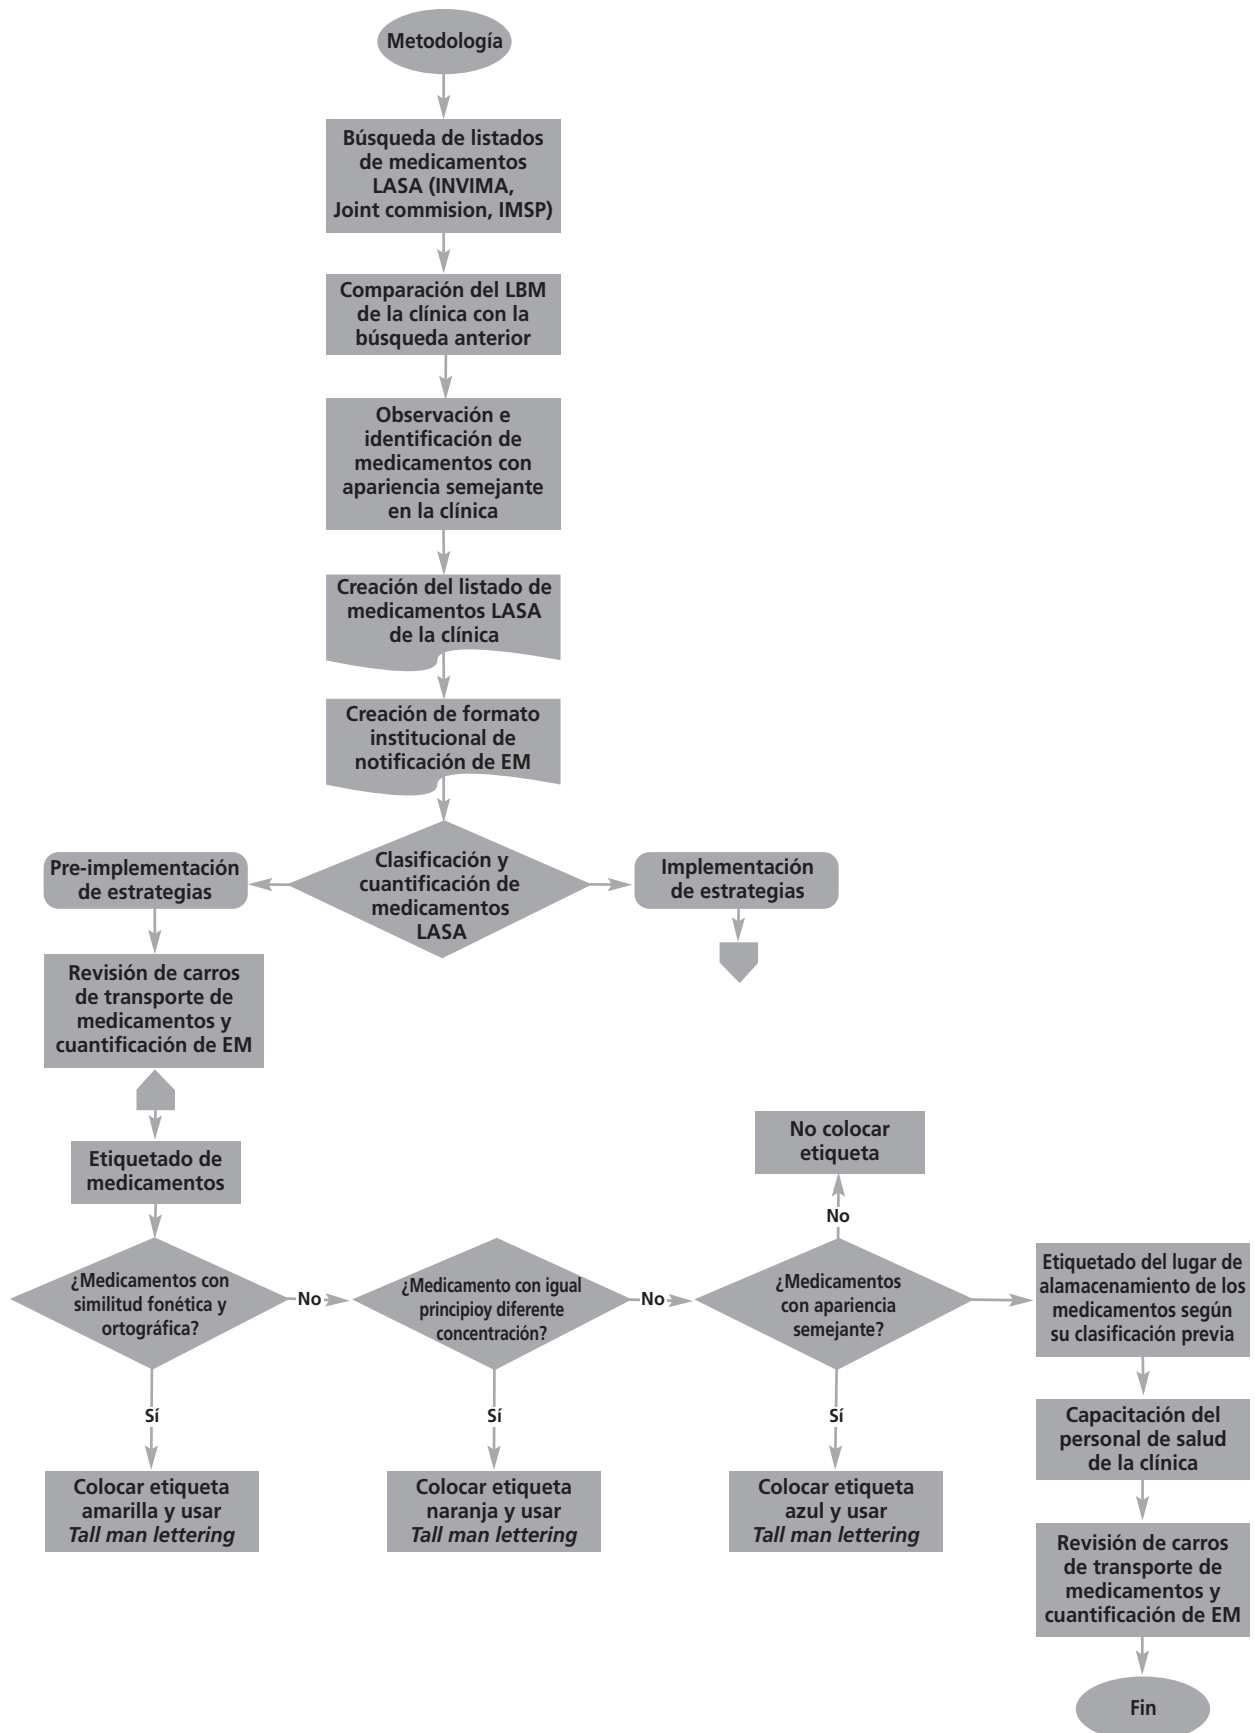 Metodología
Búsqueda de listados
de medicamentos
LASA (INVIMA,
Joint commision, IMSP)
Comparación del LBM
de la clínica con la
búsqueda anterior
Observación e
identificación de
medicamentos con
apariencia semejante
en la clínica
Creación del listado de
medicamentos LASA
de la clínica
Creación de formato
institucional de
notificación de EM
Clasificación y
cuantificación de
medicamentos
LASA
Pre-implementación
de estrategias
Implementación
de estrategias
Revisión de carros
de transporte de
medicamentos y
cuantificación de EM
Etiquetado de
medicamentos
¿Medicamentos con
similitud fonética y
ortográfica?
No
¿Medicamento con igual
principioy diferente
concentración?
No
¿Medicamentos
con apariencia
semejante?
No
No colocar
etiqueta
Sí
Colocar etiqueta
amarilla y usar
Tall man lettering
Sí
Colocar etiqueta
naranja y usar
Tall man lettering
Sí
Colocar etiqueta
azul y usar
Tall man lettering
Etiquetado del lugar de
alamacenamiento de los
medicamentos según
su clasificación previa
Capacitación del
personal de salud
de la clínica
Revisión de carros
de transporte de
medicamentos y
cuantificación de EM
Fin